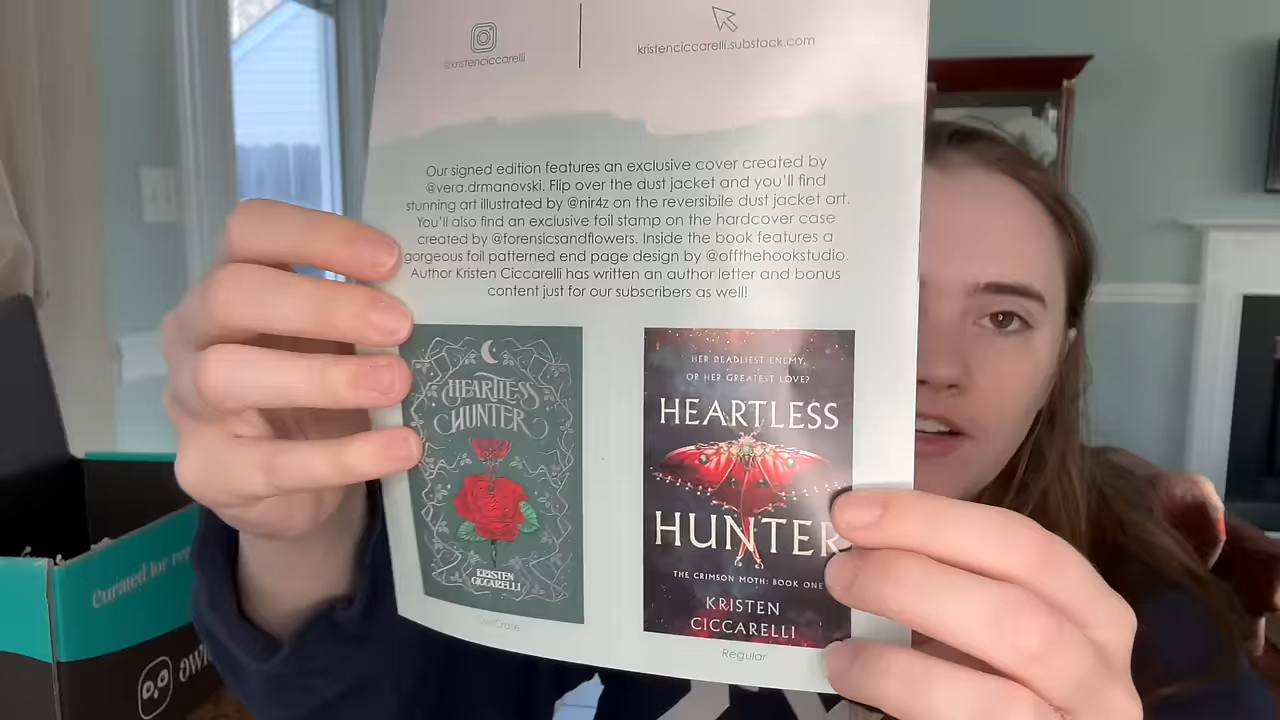 @kristenciccarelli
kristenciccarelli.substack.com
Our signed edition features an exclusive cover created by
@vera.drmanovski. Flip over the dust jacket and you'll find
stunning art illustrated by @nir4z on the reversibile dust jacket art.
You'll also find an exclusive foil stamp on the hardcover case
created by @forensicsandflowers. Inside the book features a
gorgeous foil patterned end page design by @offthehookstudio.
Author Kristen Ciccarelli has written an author letter and bonus
content just for our subscribers as well!
HEARTLESS
HUNTER
KRISTEN
CICCARELLI
OwlCrate
HER DEADLIEST ENEMY,
OR HER GREATEST LOVE?
HEARTLESS
HUNTER
THE CRIMSON MOTH: BOOK ONE
KRISTEN
CICCARELLI
Regular
Curated for